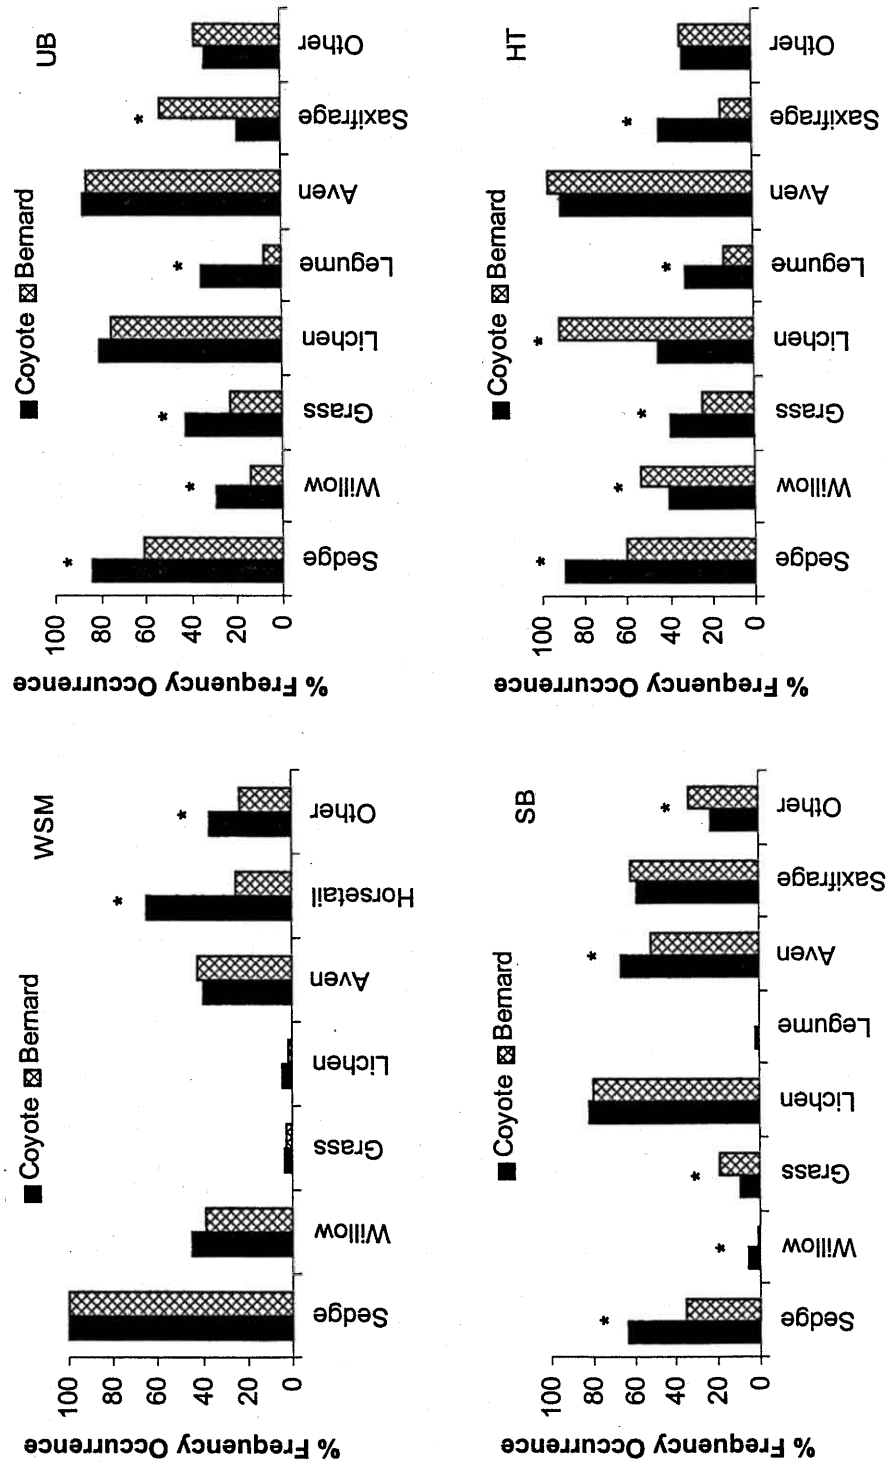 WSM
■ Coyote ▨ Bernard
% Frequency Occurrence
100
80
60
40
20
0
Sedge
Willow
Grass
Lichen
Aven
Horsetail
Other
*
*
UB
■ Coyote ▨ Bernard
% Frequency Occurrence
100
80
60
40
20
0
Sedge
Willow
Grass
Lichen
Legume
Aven
Saxifrage
Other
*
*
*
*
*
SB
■ Coyote ▨ Bernard
% Frequency Occurrence
100
80
60
40
20
0
Sedge
Willow
Grass
Lichen
Legume
Aven
Saxifrage
Other
*
*
*
*
*
HT
■ Coyote ▨ Bernard
% Frequency Occurrence
100
80
60
40
20
0
Sedge
Willow
Grass
Lichen
Legume
Aven
Saxifrage
Other
*
*
*
*
*
*